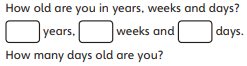 How old are you in years, weeks and days?
years, weeks and days.
How many days old are you?